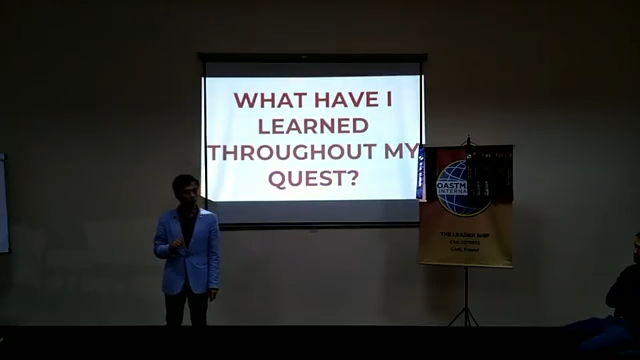 WHAT HAVE I
LEARNED
THROUGHOUT MY
QUEST?
OASTM
INTERNA
THE LEADER SHIP